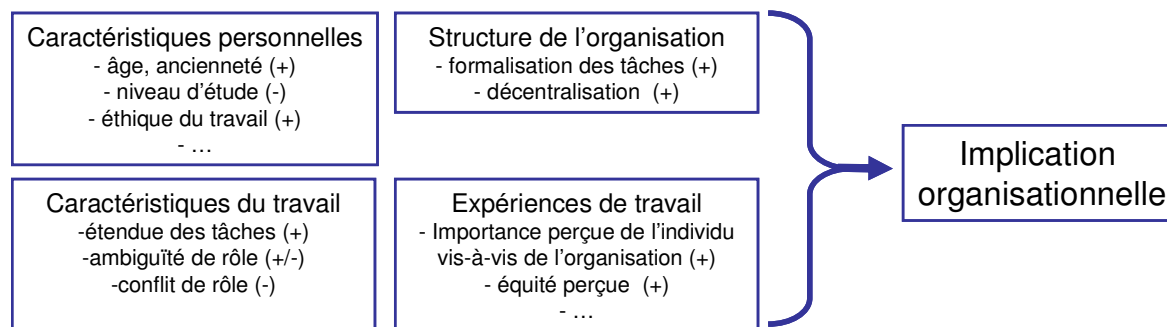 Caractéristiques personnelles
- âge, ancienneté (+)
- niveau d’étude (-)
- éthique du travail (+)
- …
Structure de l’organisation
- formalisation des tâches (+)
- décentralisation (+)
Caractéristiques du travail
-étendue des tâches (+)
-ambiguïté de rôle (+/-)
-conflit de rôle (-)
Expériences de travail
- Importance perçue de l’individu
vis-à-vis de l’organisation (+)
- équité perçue (+)
- …
Implication
organisationnelle